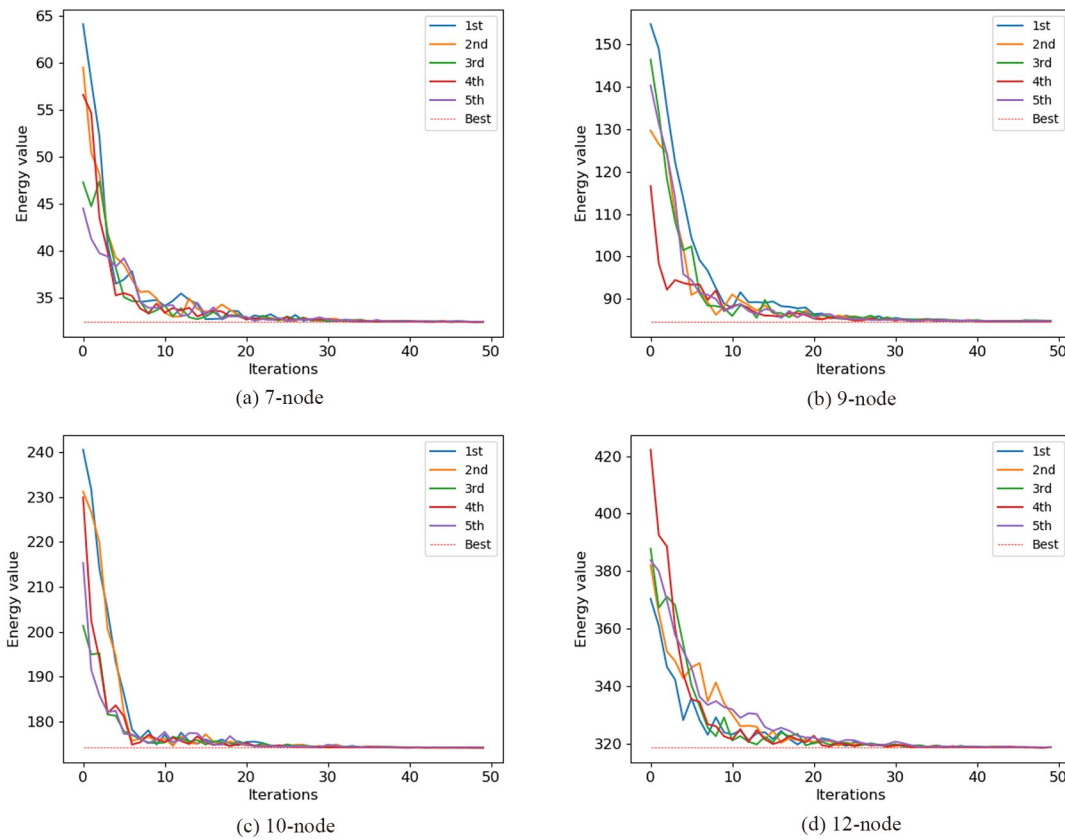 65
60
55
50
45
40
35
Energy value
1st
2nd
3rd
4th
5th
Best
0 10 20 30 40 50
Iterations
(a) 7-node
150
140
130
120
110
100
90
Energy value
1st
2nd
3rd
4th
5th
Best
0 10 20 30 40 50
Iterations
(b) 9-node
240
230
220
210
200
190
180
Energy value
1st
2nd
3rd
4th
5th
Best
0 10 20 30 40 50
Iterations
(c) 10-node
420
400
380
360
340
320
Energy value
1st
2nd
3rd
4th
5th
Best
0 10 20 30 40 50
Iterations
(d) 12-node